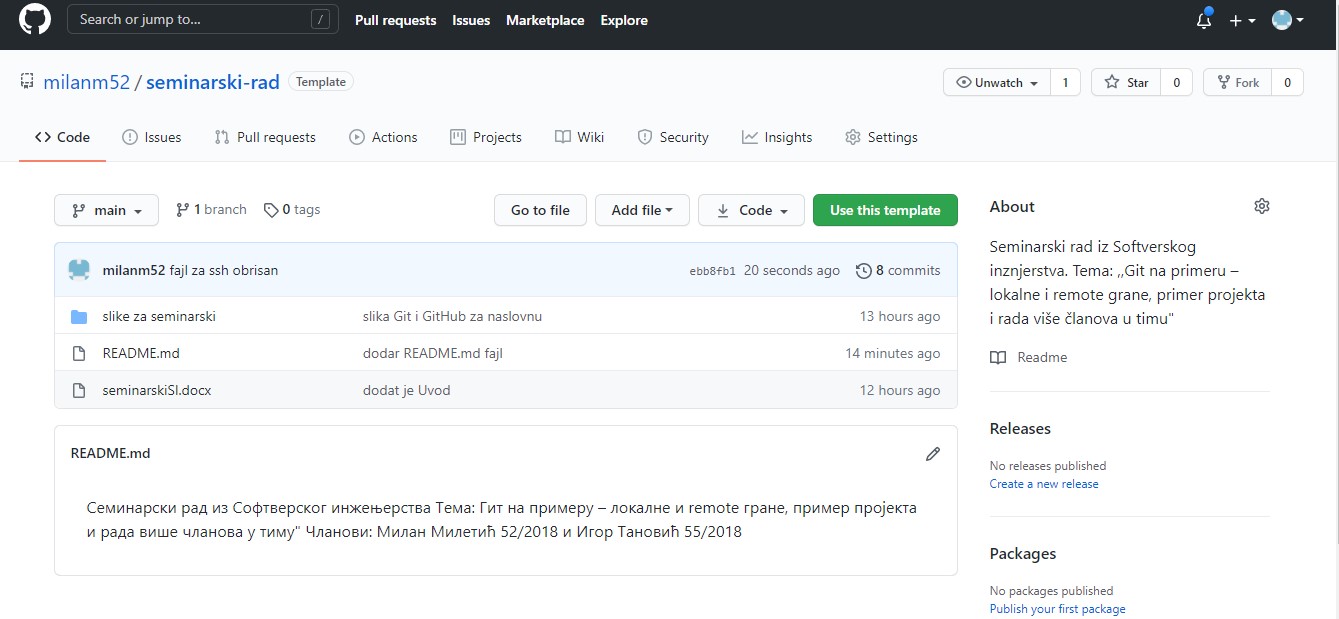 Search or jump to... /
Pull requests Issues Marketplace Explore
milanm52 / seminarski-rad Template
Unwatch 1 Star 0 Fork 0
Code Issues Pull requests Actions Projects Wiki Security Insights Settings
main 1 branch 0 tags Go to file Add file Code Use this template
milanm52 fajl za ssh obrisan ebb8fb1 20 seconds ago 8 commits
slike za seminarski slika Git i GitHub za naslovnu 13 hours ago
README.md dodar README.md fajl 14 minutes ago
seminarskiSI.docx dodat je Uvod 12 hours ago
README.md
Семинарски рад из Софтверског инжењерства Тема: Гит на примеру – локалне и remote гране, пример пројекта
и рада више чланова у тиму" Чланови: Милан Милетић 52/2018 и Игор Тановић 55/2018
About
Seminarski rad iz Softverskog
inznjerstva. Tema: ,,Git na primeru –
lokalne i remote grane, primer projekta
i rada više članova u timu"
Readme
Releases
No releases published
Create a new release
Packages
No packages published
Publish your first package